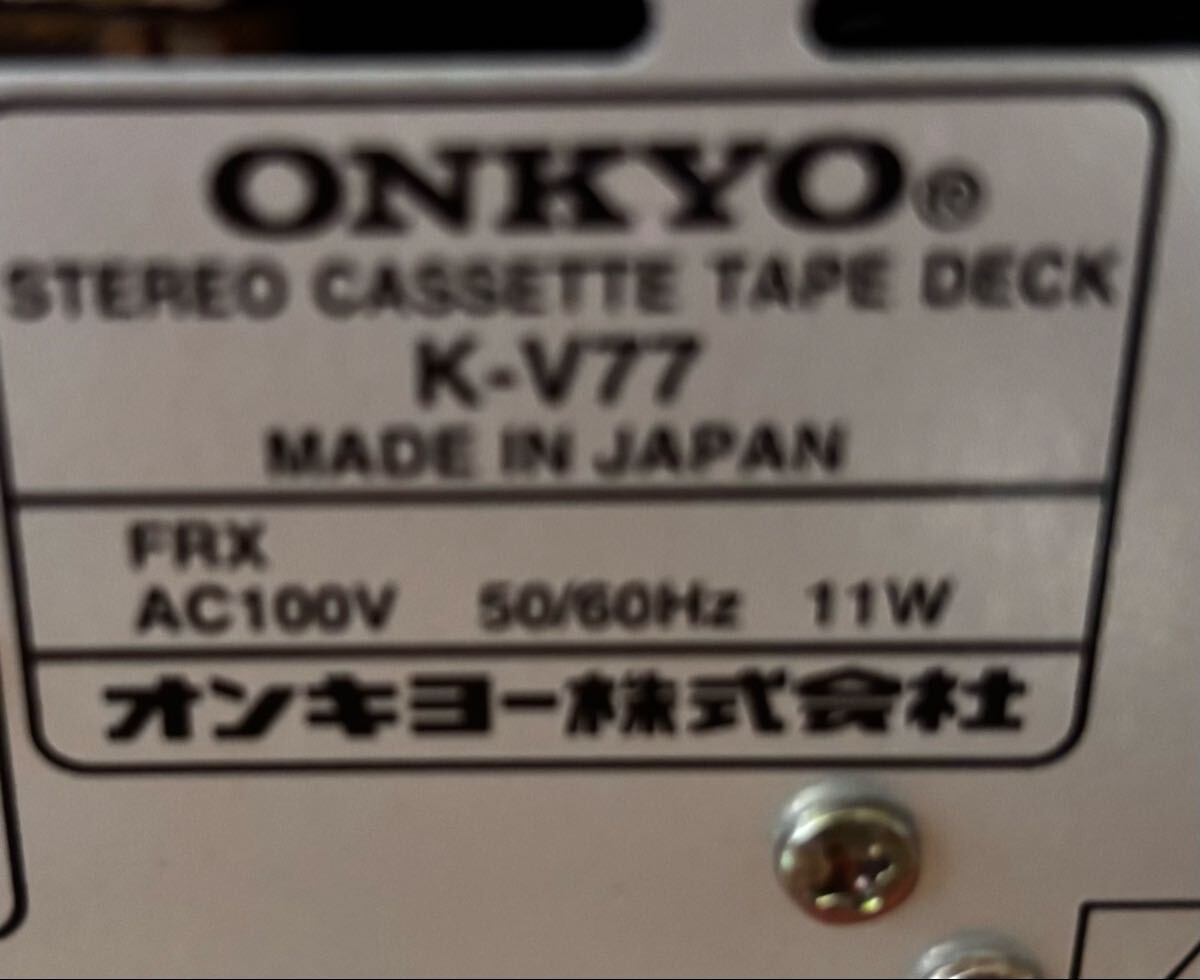 ONKYO®
STEREO CASSETTE TAPE DECK
K-V77
MADE IN JAPAN
FRX
AC100V 50/60Hz 11W
オンキヨー株式会社